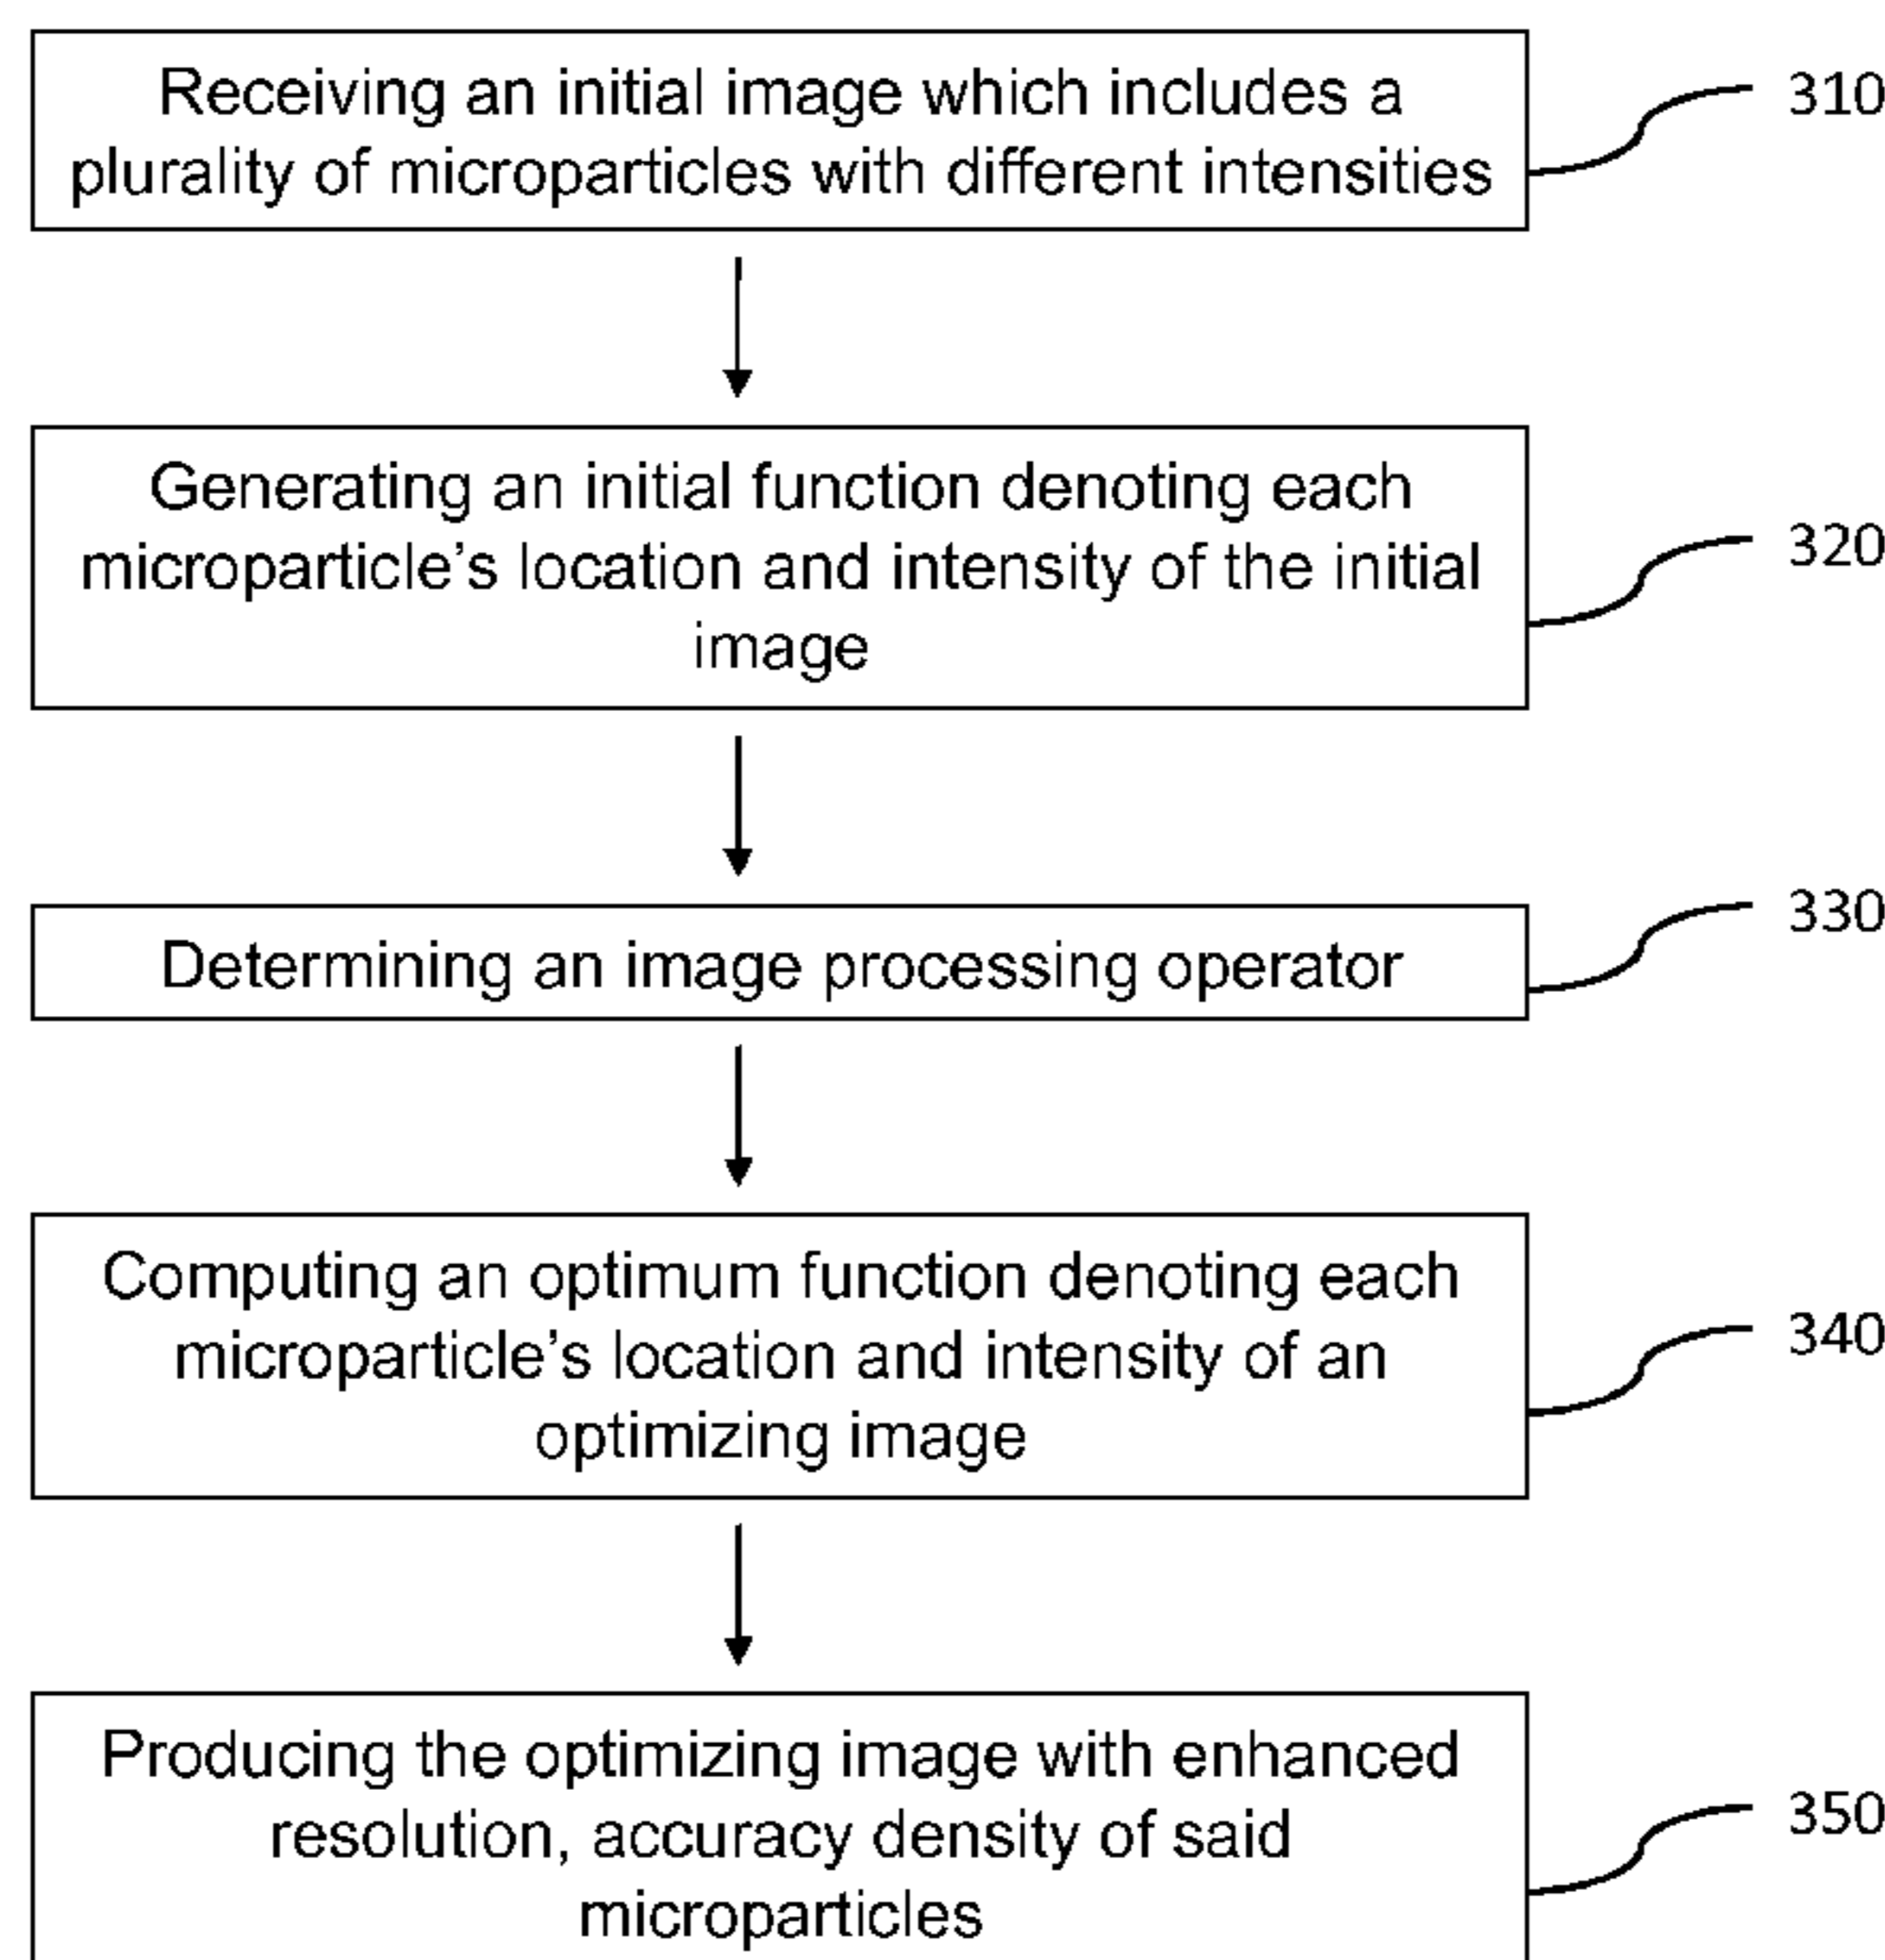 Receiving an initial image which includes a
plurality of microparticles with different intensities
310
Generating an initial function denoting each
microparticle’s location and intensity of the initial
image
320
Determining an image processing operator
330
Computing an optimum function denoting each
microparticle’s location and intensity of an
optimizing image
340
Producing the optimizing image with enhanced
resolution, accuracy density of said
microparticles
350